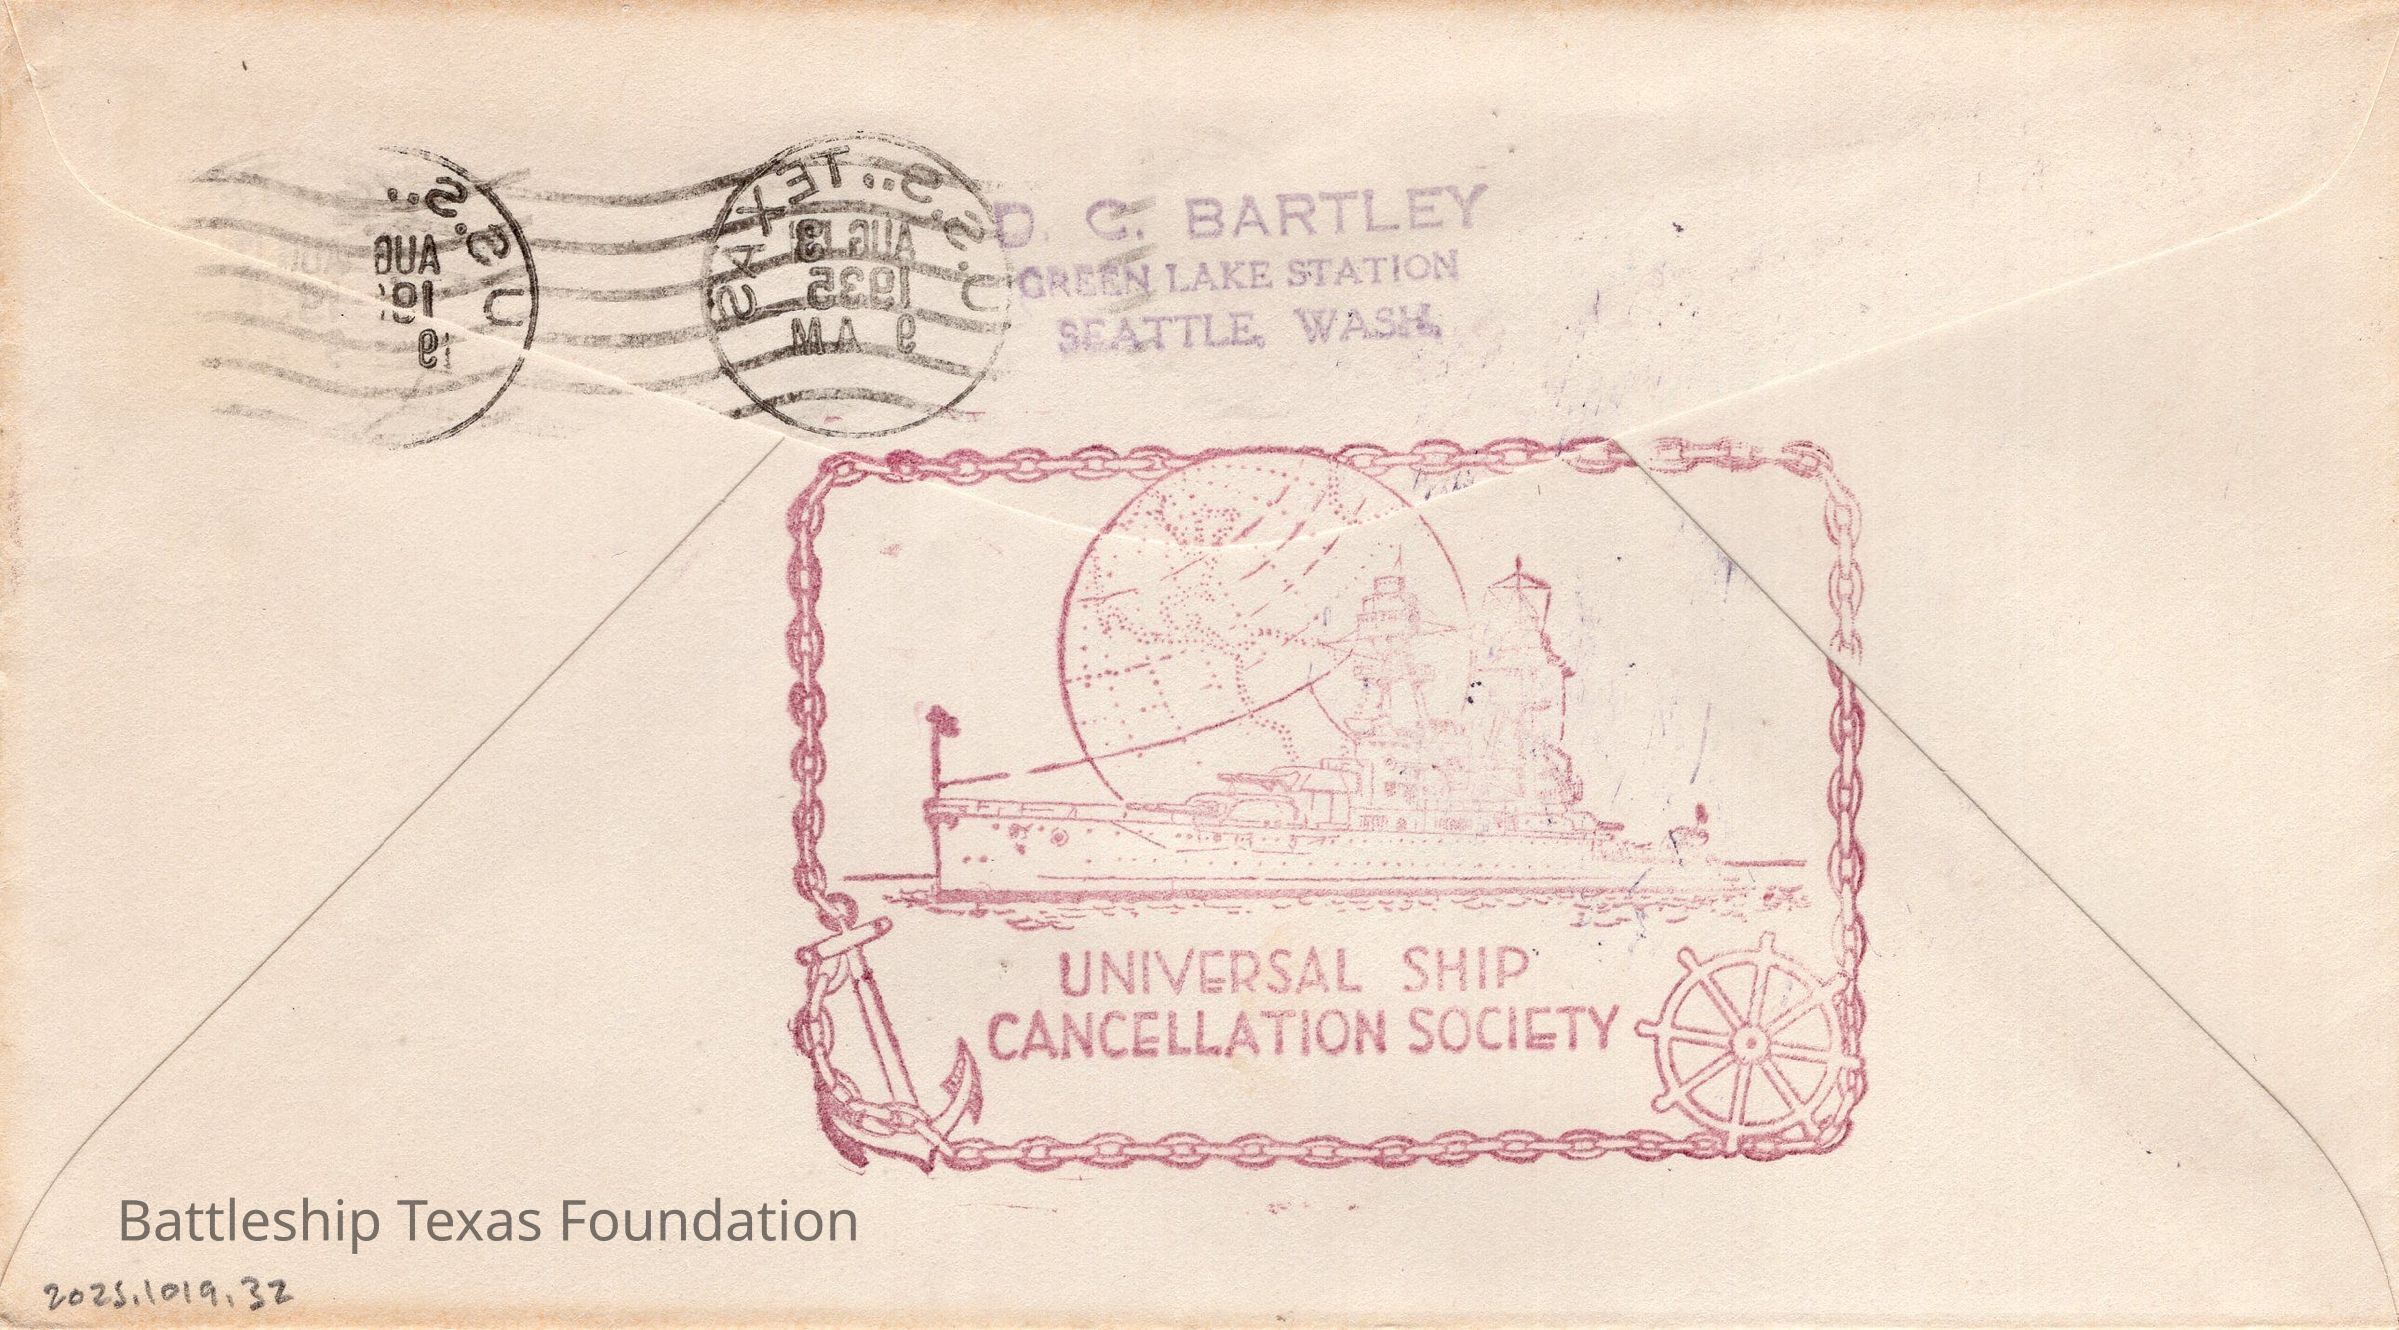 U.S.S. TEXAS
AUG 13
1935
9 AM
U.S.S.
AUG
19
D. C. BARTLEY
GREEN LAKE STATION
SEATTLE, WASH.
UNIVERSAL SHIP
CANCELLATION SOCIETY
Battleship Texas Foundation
2025.1019.32